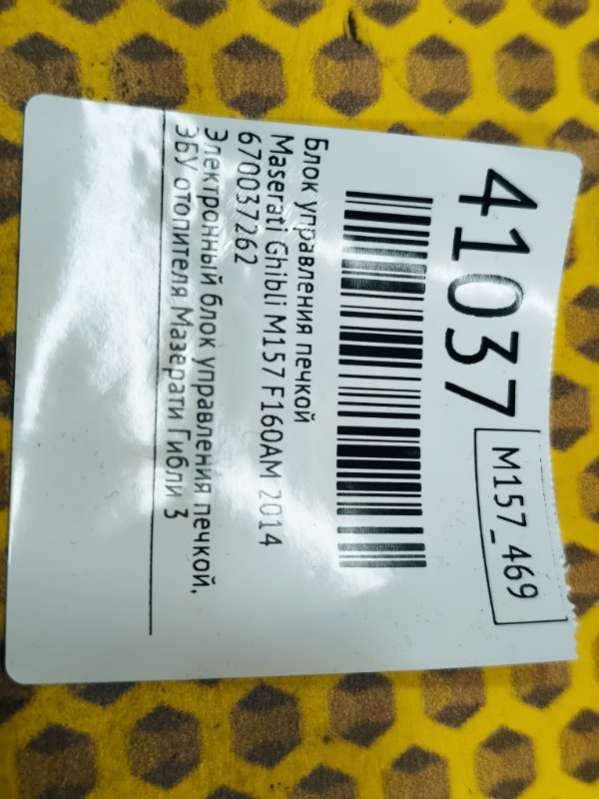 41037
M157_469
Блок управления печкой
Maserati Ghibli M157 F160AM 2014
670037262
Электронный блок управления печкой,
ЭБУ отопителя Мазерати Гибли 3